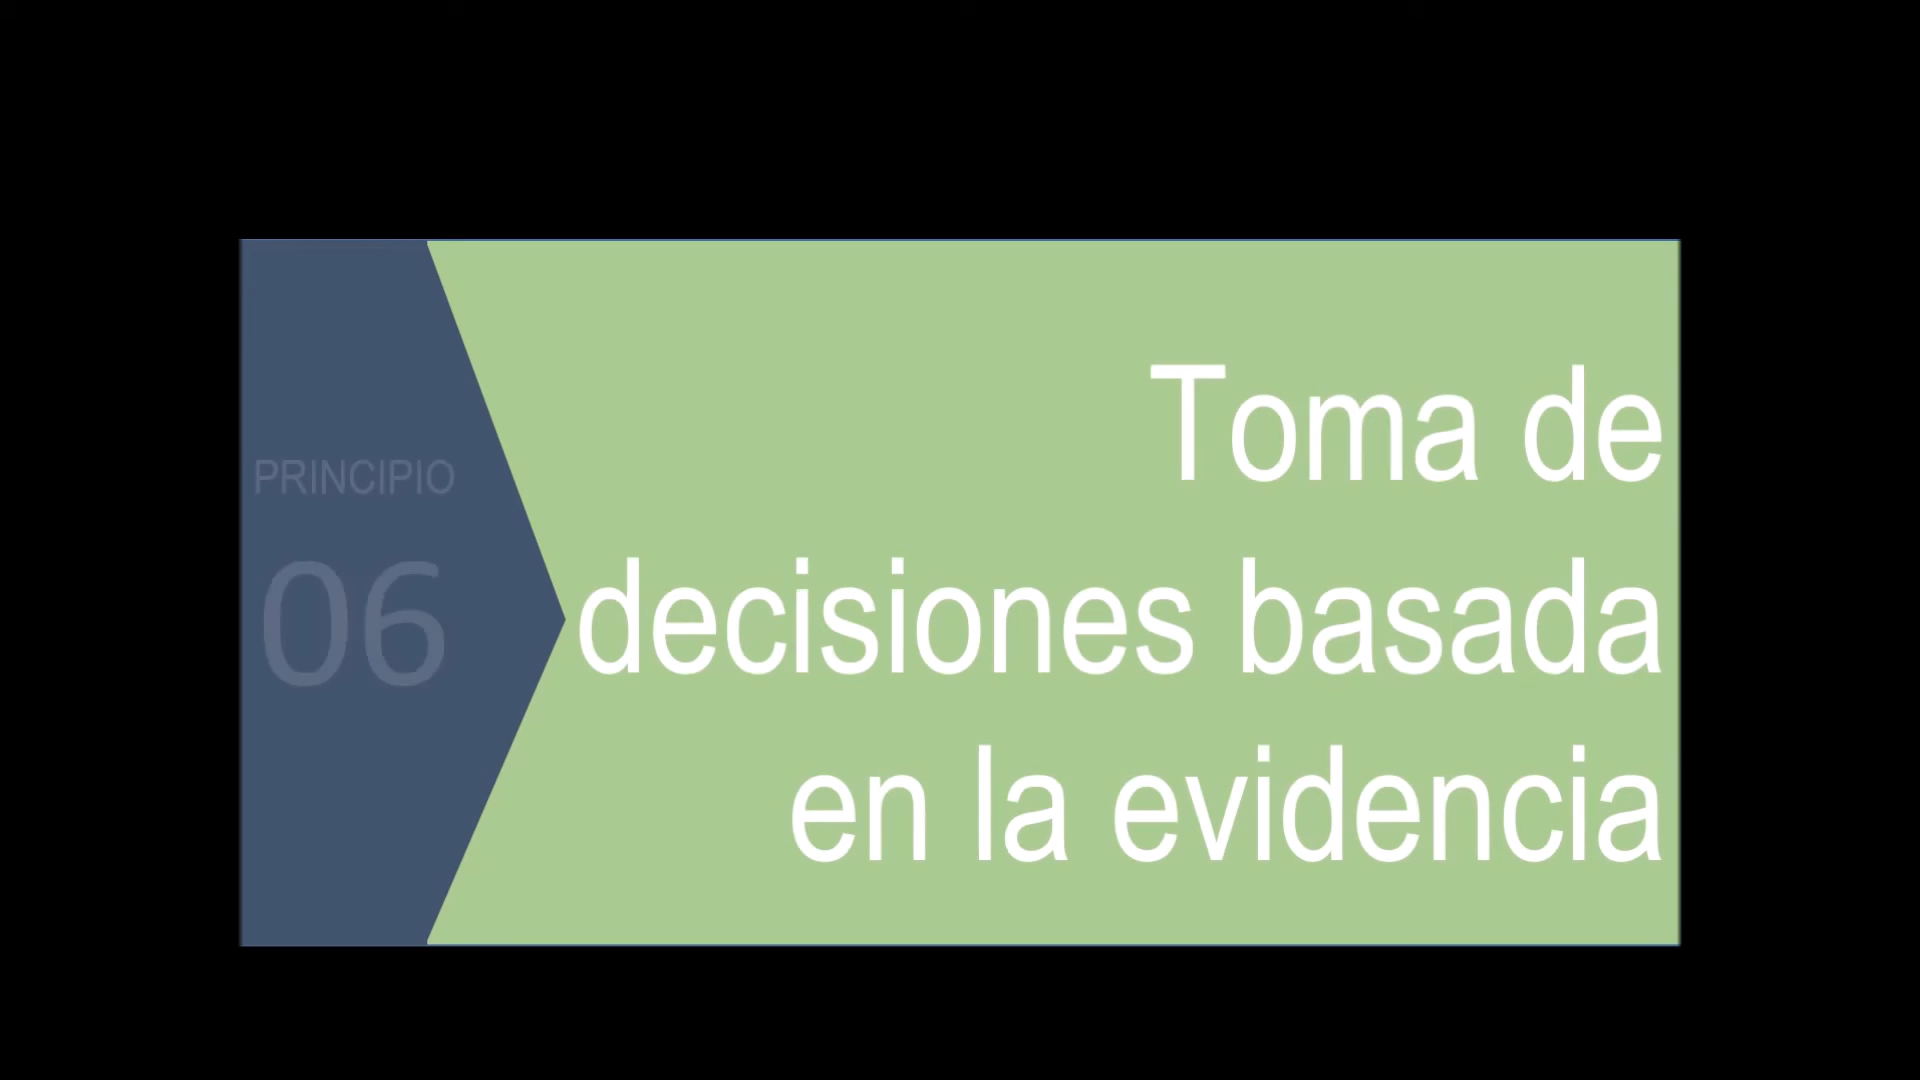 PRINCIPIO
06
Toma de
decisiones basada
en la evidencia